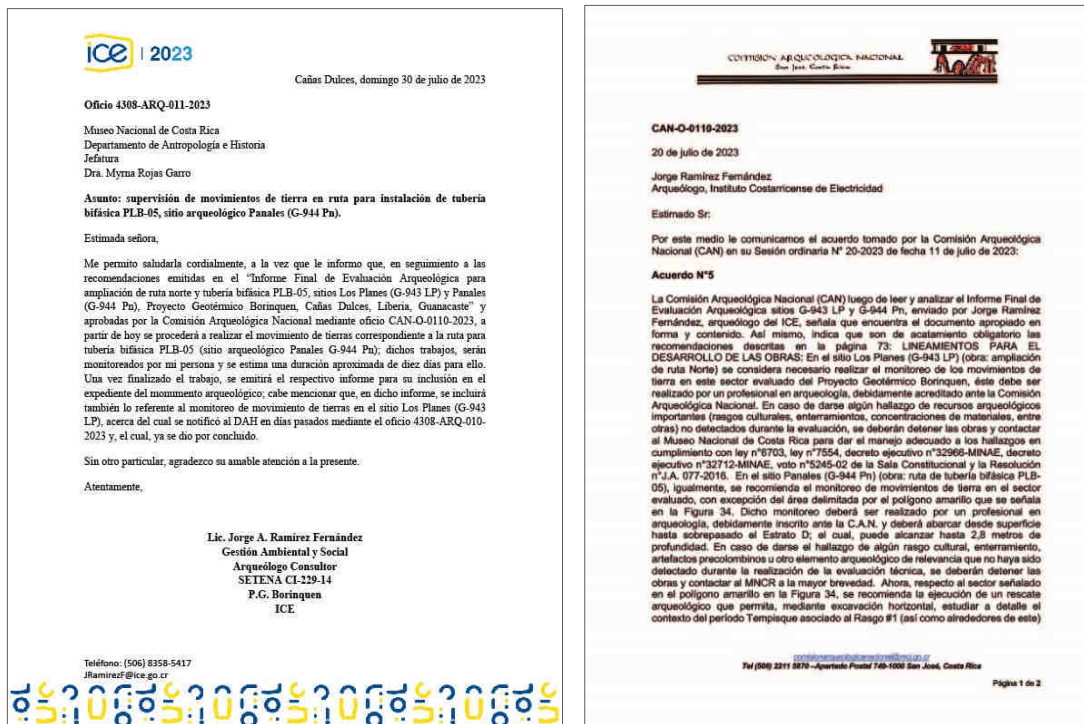 ice | 2023
Cañas Dulces, domingo 30 de julio de 2023
Oficio 4308-ARQ-011-2023
Museo Nacional de Costa Rica
Departamento de Antropología e Historia
Jefatura
Dra. Myrna Rojas Garro
Asunto: supervisión de movimientos de tierra en ruta para instalación de tubería
bifásica PLB-05, sitio arqueológico Panales (G-944 Pn).
Estimada señora,
Me permito saludarla cordialmente, a la vez que le informo que, en seguimiento a las
recomendaciones emitidas en el "Informe Final de Evaluación Arqueológica para
ampliación de ruta norte y tubería bifásica PLB-05, sitios Los Planes (G-943 LP) y Panales
(G-944 Pn), Proyecto Geotérmico Borinquen, Cañas Dulces, Liberia, Guanacaste" y
aprobadas por la Comisión Arqueológica Nacional mediante oficio CAN-O-0110-2023, a
partir de hoy se procederá a realizar el movimiento de tierras correspondiente a la ruta para
tubería bifásica PLB-05 (sitio arqueológico Panales G-944 Pn); dichos trabajos, serán
monitoreados por mi persona y se estima una duración aproximada de diez días para ello.
Una vez finalizado el trabajo, se emitirá el respectivo informe para su inclusión en el
expediente del monumento arqueológico; cabe mencionar que, en dicho informe, se incluirá
también lo referente al monitoreo de movimiento de tierras en el sitio Los Planes (G-943
LP), acerca del cual se notificó al DAH en días pasados mediante el oficio 4308-ARQ-010-
2023 y, el cual, ya se dio por concluido.
Sin otro particular, agradezco su amable atención a la presente.
Atentamente,
Lic. Jorge A. Ramírez Fernández
Gestión Ambiental y Social
Arqueólogo Consultor
SETENA CI-229-14
P.G. Borinquen
ICE
Teléfono: (506) 8358-5417
JRamirezF@ice.go.cr
COMISION ARQUEOLOGICA NACIONAL
San José, Costa Rica
CAN-O-0110-2023
20 de julio de 2023
Jorge Ramírez Fernández
Arqueólogo, Instituto Costarricense de Electricidad
Estimado Sr:
Por este medio le comunicamos el acuerdo tomado por la Comisión Arqueológica
Nacional (CAN) en su Sesión ordinaria N° 20-2023 de fecha 11 de julio de 2023:
Acuerdo N°5
La Comisión Arqueológica Nacional (CAN) luego de leer y analizar el Informe Final de
Evaluación Arqueológica sitios G-943 LP y G-944 Pn, enviado por Jorge Ramírez
Fernández, arqueólogo del ICE, señala que encuentra el documento apropiado en
forma y contenido. Así mismo, indica que son de acatamiento obligatorio las
recomendaciones descritas en la página 73: LINEAMIENTOS PARA EL
DESARROLLO DE LAS OBRAS: En el sitio Los Planes (G-943 LP) (obra: ampliación
de ruta Norte) se considera necesario realizar el monitoreo de los movimientos de
tierra en este sector evaluado del Proyecto Geotérmico Borinquen, éste debe ser
realizado por un profesional en arqueología, debidamente acreditado ante la Comisión
Arqueológica Nacional. En caso de darse algún hallazgo de recursos arqueológicos
importantes (rasgos culturales, enterramientos, concentraciones de materiales, entre
otras) no detectados durante la evaluación, se deberán detener las obras y contactar
al Museo Nacional de Costa Rica para dar el manejo adecuado a los hallazgos en
cumplimiento con ley n°6703, ley n°7554, decreto ejecutivo n°32966-MINAE, decreto
ejecutivo n°32712-MINAE, voto n°5245-02 de la Sala Constitucional y la Resolución
n°J.A. 077-2016. En el sitio Panales (G-944 Pn) (obra: ruta de tubería bifásica PLB-
05), igualmente, se recomienda el monitoreo de movimientos de tierra en el sector
evaluado, con excepción del área delimitada por el polígono amarillo que se señala
en la Figura 34. Dicho monitoreo deberá ser realizado por un profesional en
arqueología, debidamente inscrito ante la C.A.N. y deberá abarcar desde superficie
hasta sobrepasado el Estrato D; el cual, puede alcanzar hasta 2,8 metros de
profundidad. En caso de darse el hallazgo de algún rasgo cultural, enterramiento,
artefactos precolombinos u otro elemento arqueológico de relevancia que no haya sido
detectado durante la realización de la evaluación técnica, se deberán detener las
obras y contactar al MNCR a la mayor brevedad. Ahora, respecto al sector señalado
en el polígono amarillo en la Figura 34, se recomienda la ejecución de un rescate
arqueológico que permita, mediante excavación horizontal, estudiar a detalle el
contexto del período Tempisque asociado al Rasgo #1 (así como alrededores de este)
Tel (506) 2211 5870 –Apartado Postal 749-1000 San José, Costa Rica
Página 1 de 2